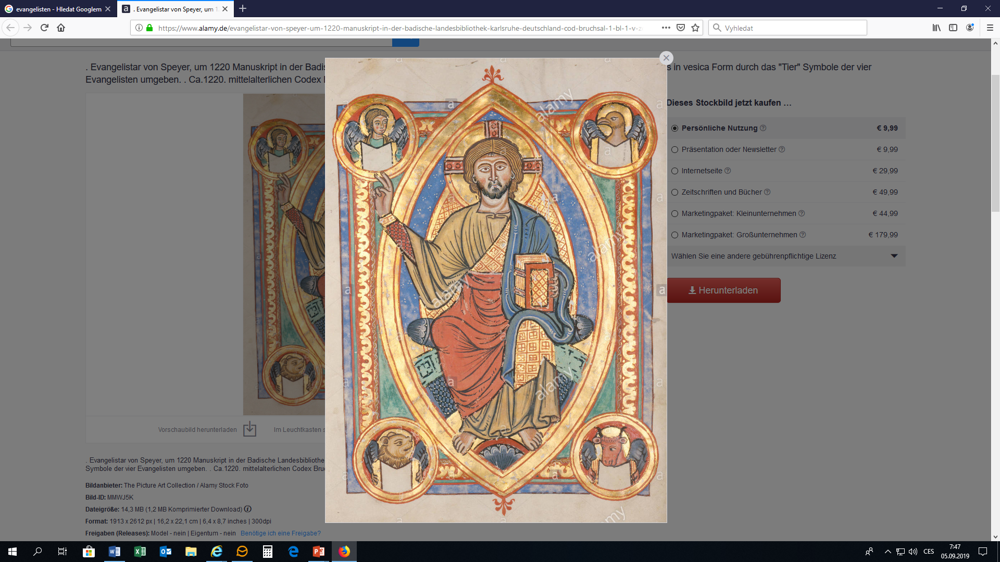 evangelisten - Hledat Googlem
. Evangelistar von Speyer, um 1
https://www.alamy.de/evangelistar-von-speyer-um-1220-manuskript-in-der-badische-landesbibliothek-karlsruhe-deutschland-cod-bruchsal-1-bl-1-v-z
Vyhledat
. Evangelistar von Speyer, um 1220 Manuskript in der Badis
s in vesica Form durch das "Tier" Symbole der vier
Evangelisten umgeben. . Ca.1220. mittelalterlichen Codex
Dieses Stockbild jetzt kaufen ...
Persönliche Nutzung € 9,99
Präsentation oder Newsletter € 9,99
Internetseite € 29,99
Zeitschriften und Bücher € 49,99
Marketingpaket: Kleinunternehmen € 44,99
Marketingpaket: Großunternehmen € 179,99
Wählen Sie eine andere gebührenpflichtige Lizenz
Herunterladen
alamy
alamy
alamy
alamy
alamy
Vorschaubild herunterladen
Im Leuchtkasten s
. Evangelistar von Speyer, um 1220 Manuskript in der Badische Landesbibliothe
Symbole der vier Evangelisten umgeben. . Ca.1220. mittelalterlichen Codex Bru
Bildanbieter: The Picture Art Collection / Alamy Stock Foto
Bild-ID: MMWJ5K
Dateigröße: 14,3 MB (1,2 MB Komprimierter Download)
Format: 1913 x 2612 px | 16,2 x 22,1 cm | 6,4 x 8,7 inches | 300dpi
Freigaben (Releases): Model - nein | Eigentum - nein Benötige ich eine Freigabe?
CES
7:47
05.09.2019